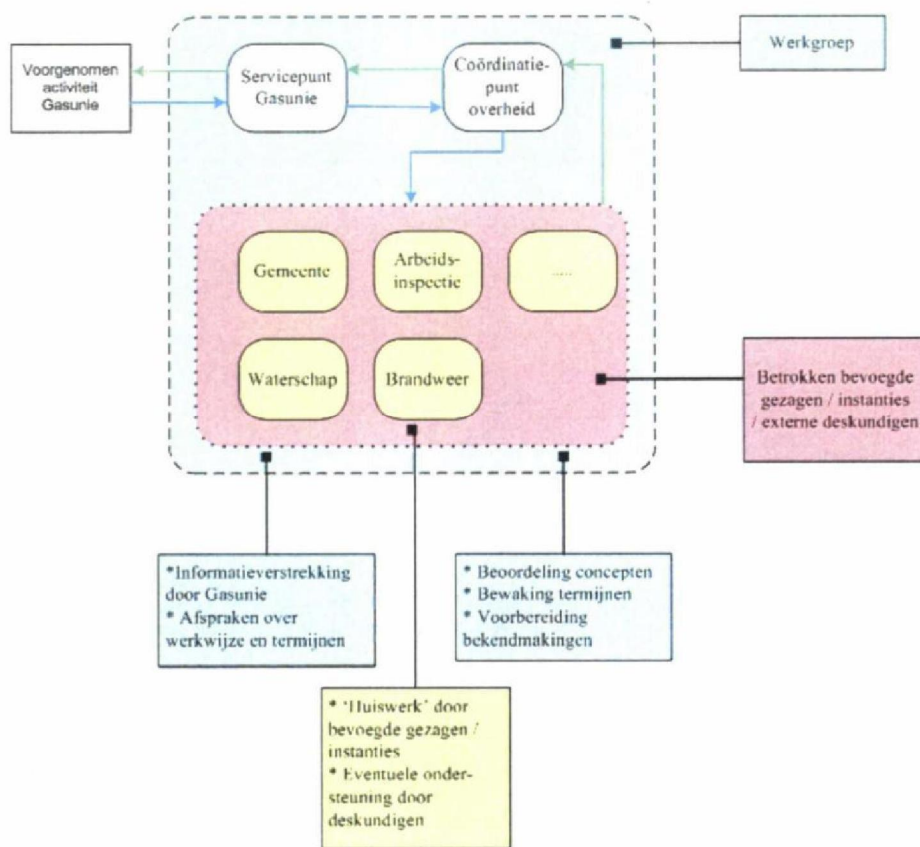 Werkgroep
Voorgenomen
activiteit
Gasunie
Servicepunt
Gasunie
Coördinatie-
punt
overheid
Gemeente
Arbeids-
inspectie
.....
Waterschap
Brandweer
Betrokken bevoegde
gezagen / instanties
/ externe deskundigen
*Informatieverstrekking
door Gasunie
* Afspraken over
werkwijze en termijnen
* Beoordeling concepten
* Bewaking termijnen
* Voorbereiding
bekendmakingen
* 'Huiswerk' door
bevoegde gezagen /
instanties
* Eventuele onder-
steuning door
deskundigen